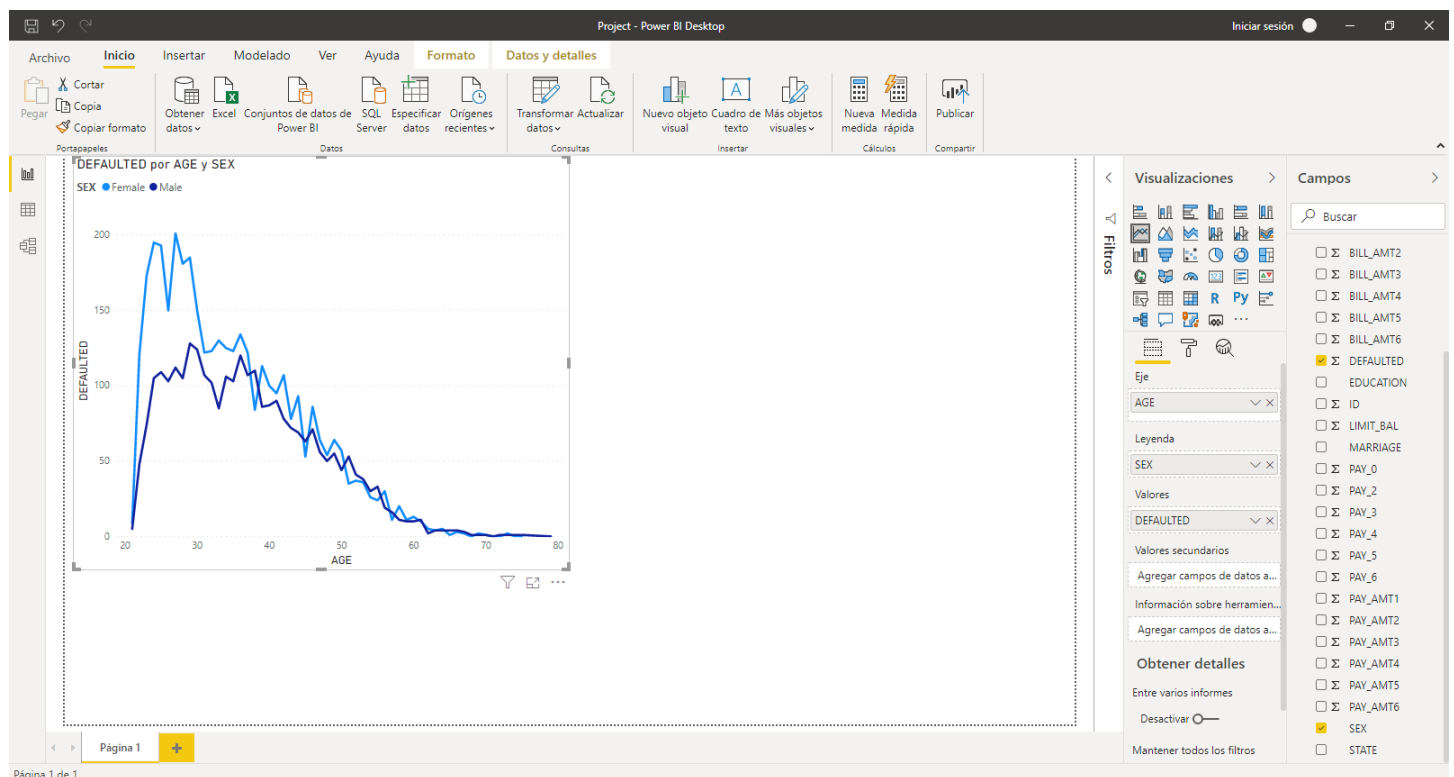 Project - Power BI Desktop
Iniciar sesión
Archivo Inicio Insertar Modelado Ver Ayuda Formato Datos y detalles
Pegar
Cortar
Copia
Copiar formato
Portapapeles
Obtener datos
Excel
Conjuntos de datos de Power BI
SQL Server
Especificar datos
Orígenes recientes
Datos
Transformar datos
Actualizar
Consultas
Nuevo objeto visual
A
Cuadro de texto
Más objetos visuales
Insertar
Nueva medida
Medida rápida
Cálculos
Publicar
Compartir
DEFAULTED por AGE y SEX
SEX Female Male
DEFAULTED
200
150
100
50
0
20 30 40 50 60 70 80
AGE
Filtros
Visualizaciones
R Py
123
Eje
AGE
Leyenda
SEX
Valores
DEFAULTED
Valores secundarios
Agregar campos de datos a...
Información sobre herramien...
Agregar campos de datos a...
Obtener detalles
Entre varios informes
Desactivar
Mantener todos los filtros
Campos
Buscar
Σ BILL_AMT2
Σ BILL_AMT3
Σ BILL_AMT4
Σ BILL_AMT5
Σ BILL_AMT6
Σ DEFAULTED
EDUCATION
Σ ID
Σ LIMIT_BAL
MARRIAGE
Σ PAY_0
Σ PAY_2
Σ PAY_3
Σ PAY_4
Σ PAY_5
Σ PAY_6
Σ PAY_AMT1
Σ PAY_AMT2
Σ PAY_AMT3
Σ PAY_AMT4
Σ PAY_AMT5
Σ PAY_AMT6
SEX
STATE
Página 1
+
Página 1 de 1